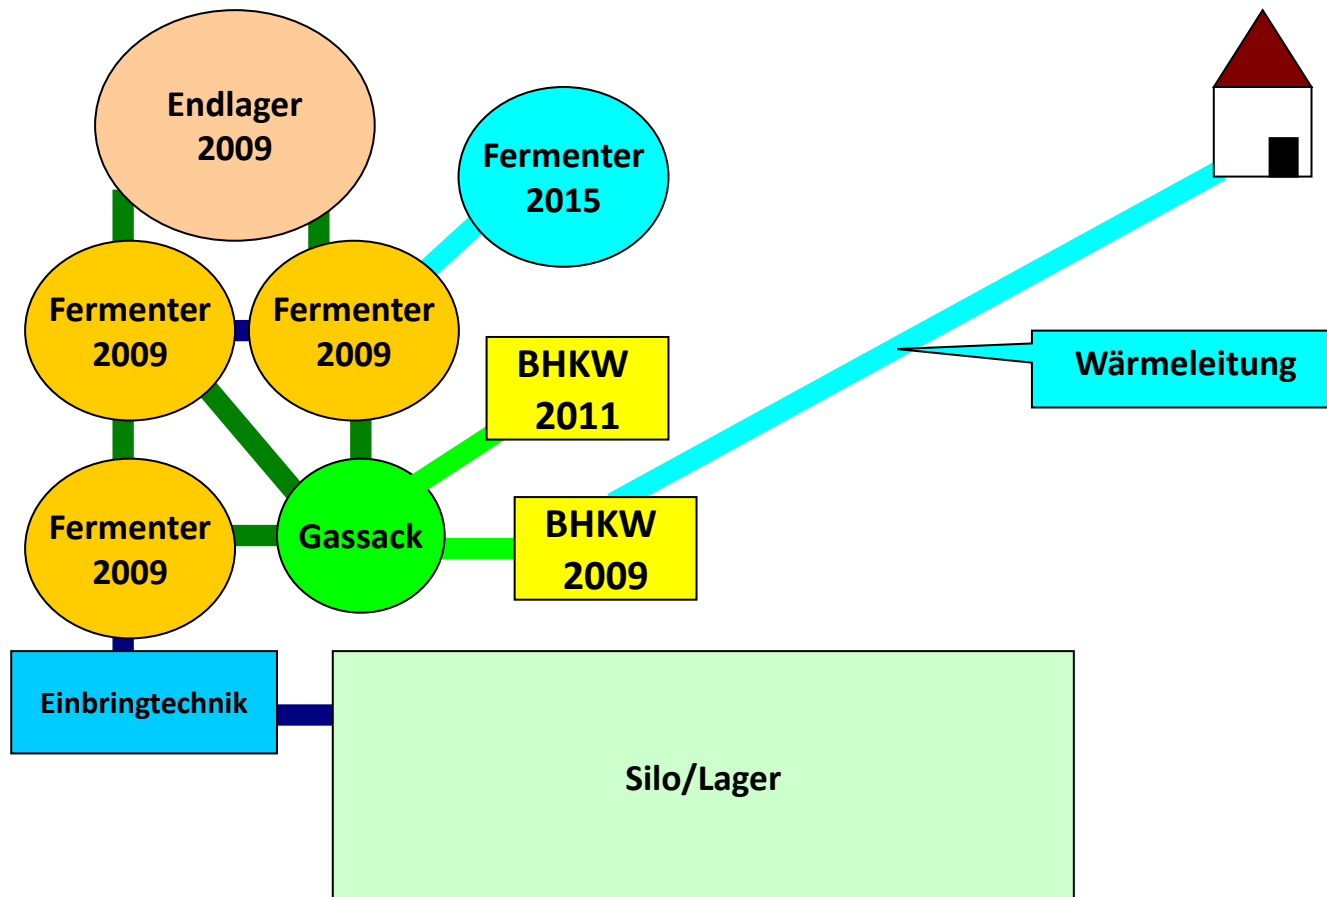 Endlager
2009
Fermenter
2015
Fermenter
2009
Fermenter
2009
BHKW
2011
Wärmeleitung
Fermenter
2009
Gassack
BHKW
2009
Einbringtechnik
Silo/Lager